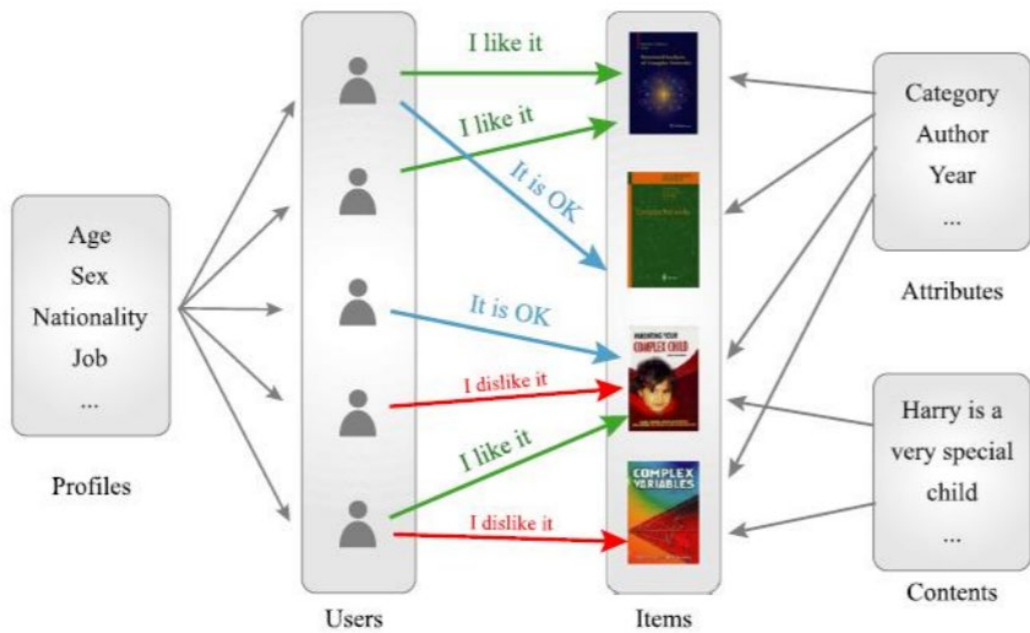 Age
Sex
Nationality
Job
...
Profiles
Users
I like it
I like it
It is OK
It is OK
I dislike it
I like it
I dislike it
COMPLEX CHILD
COMPLEX
VARIABLES
Items
Category
Author
Year
...
Attributes
Harry is a
very special
child
...
Contents